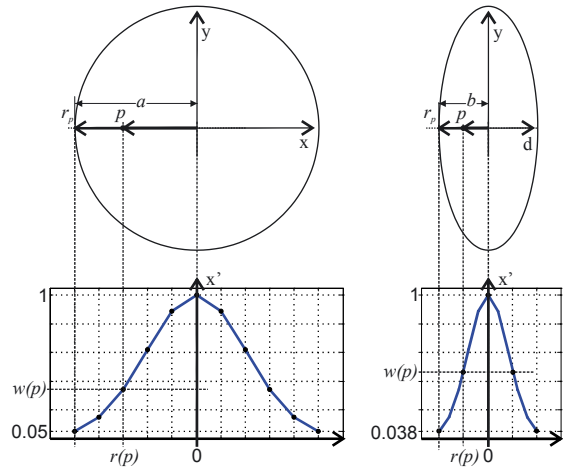 y
a
r_p
p
x
y
b
r_p
p
d
x'
1
w(p)
0.05
r(p)
0
x'
1
w(p)
0.038
r(p)
0